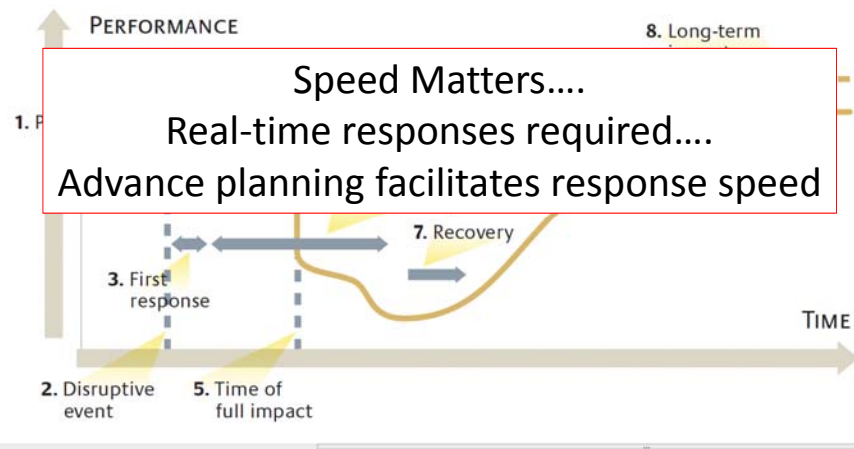 PERFORMANCE
8. Long-term
Speed Matters....
Real-time responses required....
Advance planning facilitates response speed
1. P
7. Recovery
3. First
response
TIME
2. Disruptive
event
5. Time of
full impact